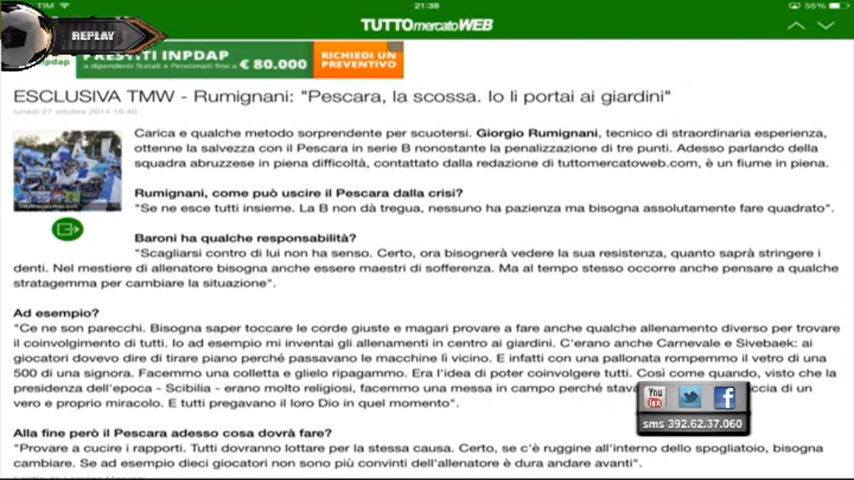 TIM
21:38
55%
REPLAY
TUTTOmercatoWEB
PRESTITI INPDAP
a dipendenti Statali e Pensionati fino a € 80.000
RICHIEDI UN
PREVENTIVO
ESCLUSIVA TMW - Rumignani: "Pescara, la scossa. Io li portai ai giardini"
lunedì 27 ottobre 2014 16:40
Carica e qualche metodo sorprendente per scuotersi. Giorgio Rumignani, tecnico di straordinaria esperienza,
ottenne la salvezza con il Pescara in serie B nonostante la penalizzazione di tre punti. Adesso parlando della
squadra abruzzese in piena difficoltà, contattato dalla redazione di tuttomercatoweb.com, è un fiume in piena.
Rumignani, come può uscire il Pescara dalla crisi?
"Se ne esce tutti insieme. La B non dà tregua, nessuno ha pazienza ma bisogna assolutamente fare quadrato".
Baroni ha qualche responsabilità?
"Scagliarsi contro di lui non ha senso. Certo, ora bisognerà vedere la sua resistenza, quanto saprà stringere i
denti. Nel mestiere di allenatore bisogna anche essere maestri di sofferenza. Ma al tempo stesso occorre anche pensare a qualche
stratagemma per cambiare la situazione".
Ad esempio?
"Ce ne son parecchi. Bisogna saper toccare le corde giuste e magari provare a fare anche qualche allenamento diverso per trovare
il coinvolgimento di tutti. Io ad esempio mi inventai gli allenamenti in centro ai giardini. C'erano anche Carnevale e Sivebaek: ai
giocatori dovevo dire di tirare piano perché passavano le macchine lì vicino. E infatti con una pallonata rompemmo il vetro di una
500 di una signora. Facemmo una colletta e glielo ripagammo. Era l'idea di poter coinvolgere tutti. Così come quando, visto che la
presidenza dell'epoca - Scibilia - erano molto religiosi, facemmo una messa in campo perché stava ccia di un
vero e proprio miracolo. E tutti pregavano il loro Dio in quel momento".
You
sms 392.62.37.060
Alla fine però il Pescara adesso cosa dovrà fare?
"Provare a cucire i rapporti. Tutti dovranno lottare per la stessa causa. Certo, se c'è ruggine all'interno dello spogliatoio, bisogna
cambiare. Se ad esempio dieci giocatori non sono più convinti dell'allenatore è dura andare avanti".